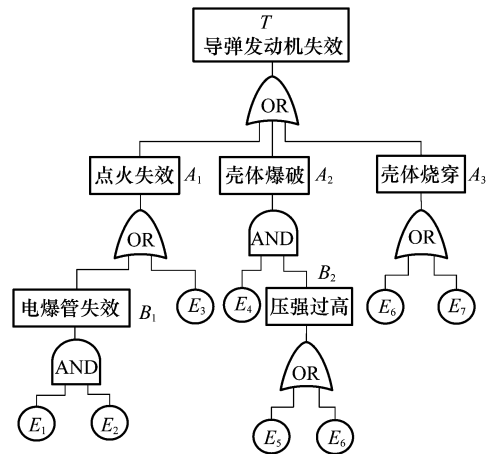 T
导弹发动机失效
OR
点火失效 A₁ 壳体爆破 A₂ 壳体烧穿 A₃
OR AND OR
电爆管失效 B₁ E₃ E₄ 压强过高 B₂ E₆ E₇
AND OR
E₁ E₂ E₅ E₆